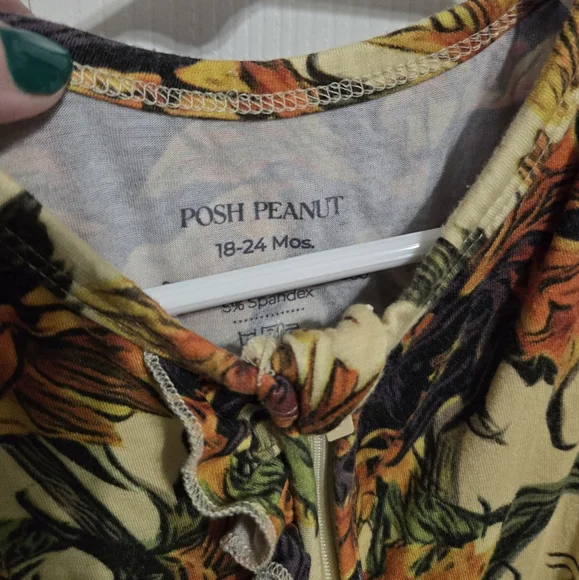 POSH PEANUT
18-24 Mos.
5% Spandex